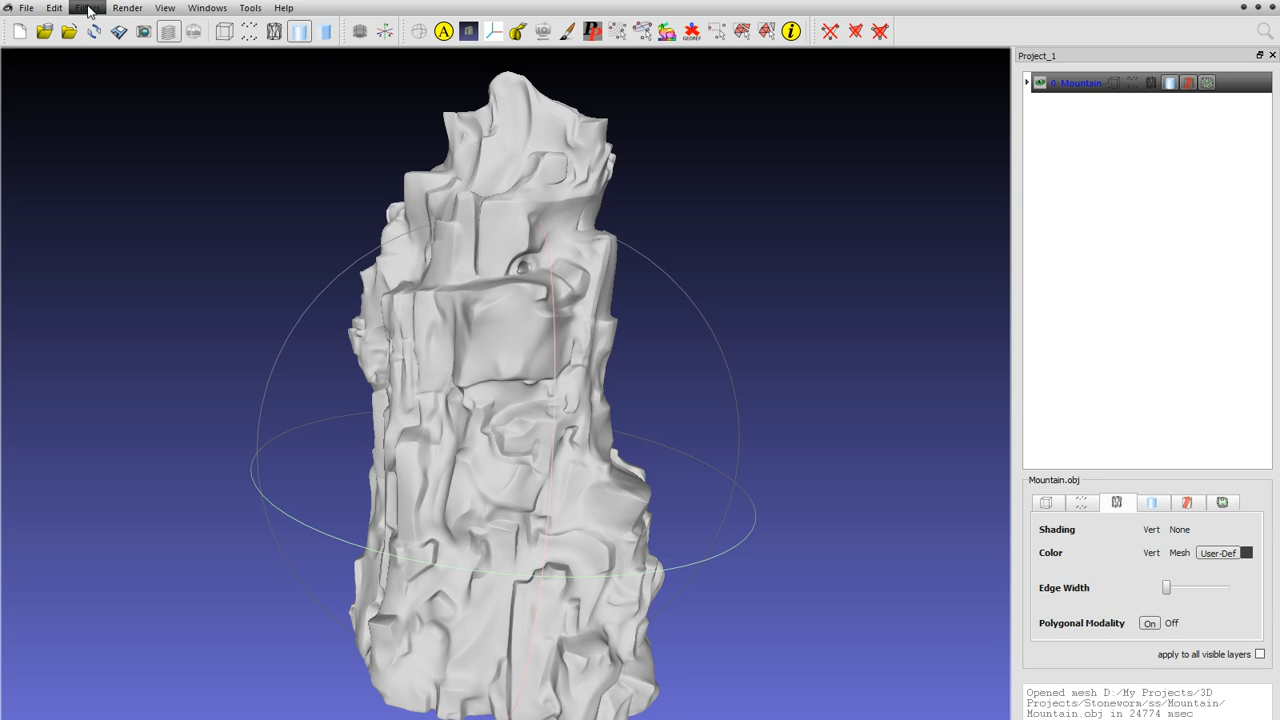 File Edit Filters Render View Windows Tools Help
A
GEOREF
Project_1
0 Mountain
Mountain.obj
Shading Vert None
Color Vert Mesh User-Def
Edge Width
Polygonal Modality On Off
apply to all visible layers
Opened mesh D:/My Projects/3D
Projects/Stoneworm/ss/Mountain/
Mountain.obj in 24774 msec